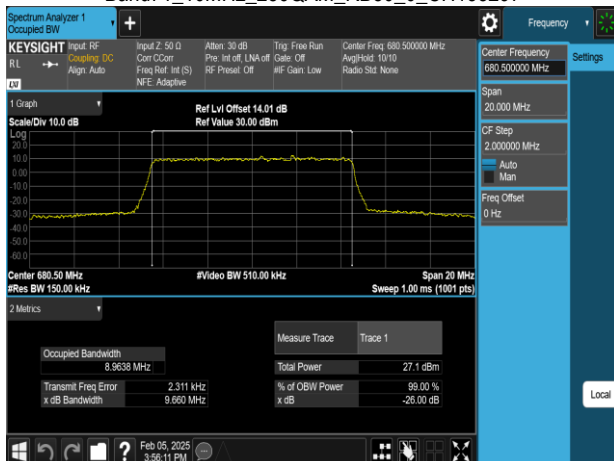 Spectrum Analyzer 1
Occupied BW
Frequency
KEYSIGHT
RL
LXI
Input: RF
Coupling: DC
Align: Auto
Input Z: 50 Ω
Corr CCorr
Freq Ref: Int (S)
NFE: Adaptive
Atten: 30 dB
Pre: Int off, LNA off
RF Presel: Off
Trig: Free Run
Gate: Off
#IF Gain: Low
Center Freq: 680.500000 MHz
Avg|Hold: 10/10
Radio Std: None
Center Frequency
680.500000 MHz
Settings
Span
20.000 MHz
CF Step
2.000000 MHz
Auto
Man
Freq Offset
0 Hz
Local
1 Graph
Scale/Div 10.0 dB
Ref Lvl Offset 14.01 dB
Ref Value 30.00 dBm
Log
20.0
10.0
0.00
-10.0
-20.0
-30.0
-40.0
-50.0
-60.0
Center 680.50 MHz
#Video BW 510.00 kHz
Span 20 MHz
#Res BW 150.00 kHz
Sweep 1.00 ms (1001 pts)
2 Metrics
Measure Trace
Trace 1
Occupied Bandwidth
8.9638 MHz
Total Power
27.1 dBm
Transmit Freq Error
2.311 kHz
% of OBW Power
99.00 %
x dB Bandwidth
9.660 MHz
x dB
-26.00 dB
?
Feb 05, 2025
3:56:11 PM